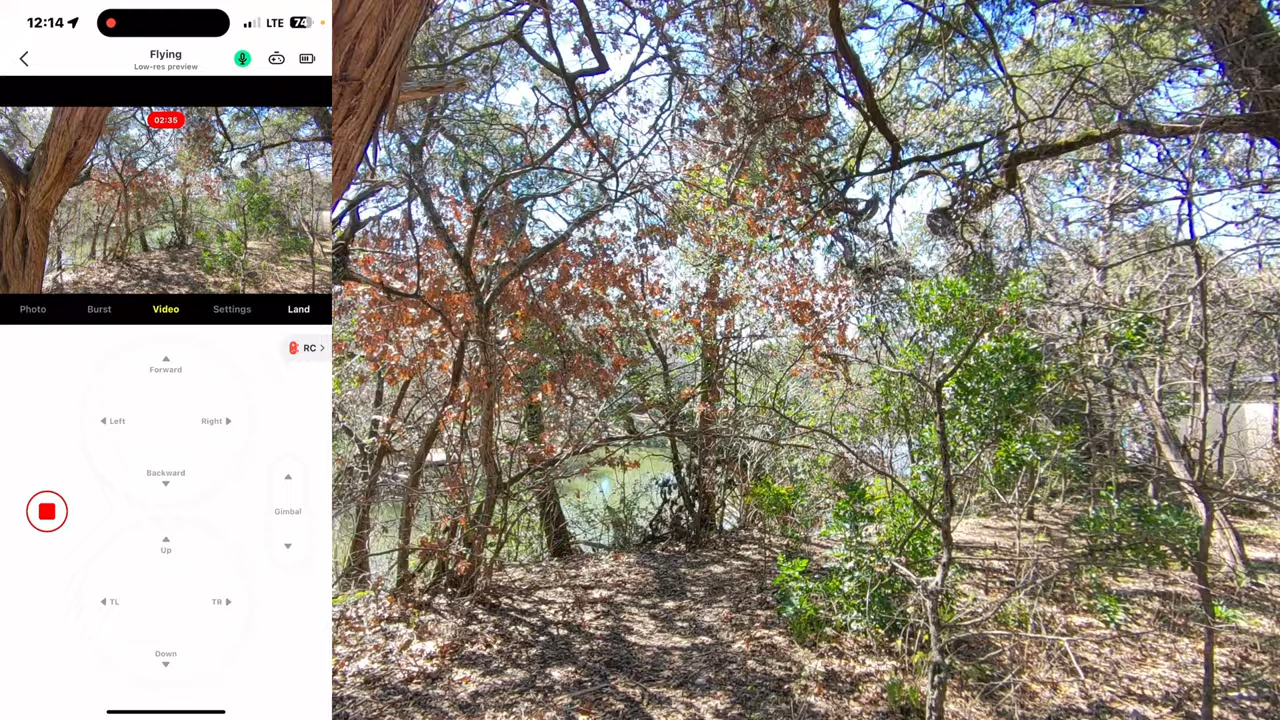 12:14
LTE
74
Flying
Low-res preview
02:35
Photo
Burst
Video
Settings
Land
RC
Forward
Left
Right
Backward
Gimbal
Up
TL
TR
Down